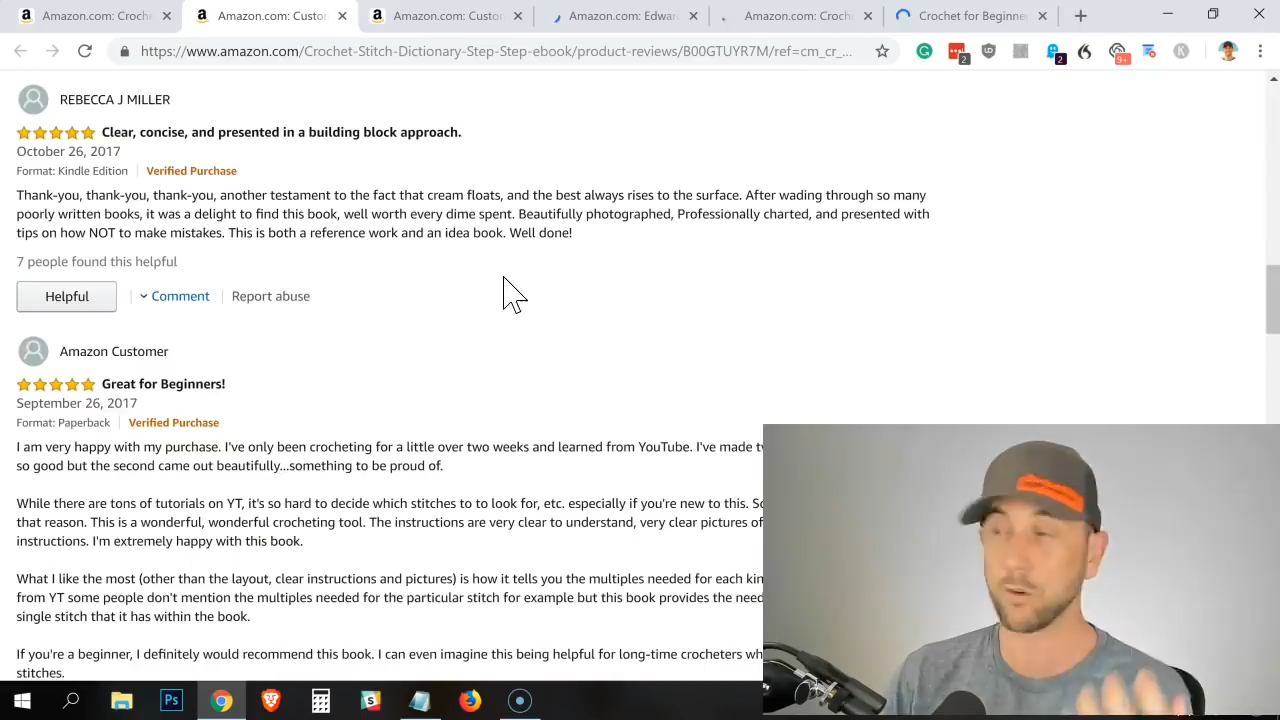 Amazon.com: Croche
Amazon.com: Custo
Amazon.com: Custo
Amazon.com: Edwar
Amazon.com: Croch
Crochet for Beginne
https://www.amazon.com/Crochet-Stitch-Dictionary-Step-Step-ebook/product-reviews/B00GTUYR7M/ref=cm_cr_...
2
2
9+
REBECCA J MILLER
Clear, concise, and presented in a building block approach.
October 26, 2017
Format: Kindle Edition | Verified Purchase
Thank-you, thank-you, thank-you, another testament to the fact that cream floats, and the best always rises to the surface. After wading through so many
poorly written books, it was a delight to find this book, well worth every dime spent. Beautifully photographed, Professionally charted, and presented with
tips on how NOT to make mistakes. This is both a reference work and an idea book. Well done!
7 people found this helpful
Helpful | Comment | Report abuse
Amazon Customer
Great for Beginners!
September 26, 2017
Format: Paperback | Verified Purchase
I am very happy with my purchase. I've only been crocheting for a little over two weeks and learned from YouTube. I've made t
so good but the second came out beautifully...something to be proud of.
While there are tons of tutorials on YT, it's so hard to decide which stitches to to look for, etc. especially if you're new to this. So
that reason. This is a wonderful, wonderful crocheting tool. The instructions are very clear to understand, very clear pictures of
instructions. I'm extremely happy with this book.
What I like the most (other than the layout, clear instructions and pictures) is how it tells you the multiples needed for each kin
from YT some people don't mention the multiples needed for the particular stitch for example but this book provides the need
single stitch that it has within the book.
If you're a beginner, I definitely would recommend this book. I can even imagine this being helpful for long-time crocheters wh
stitches.
Ps